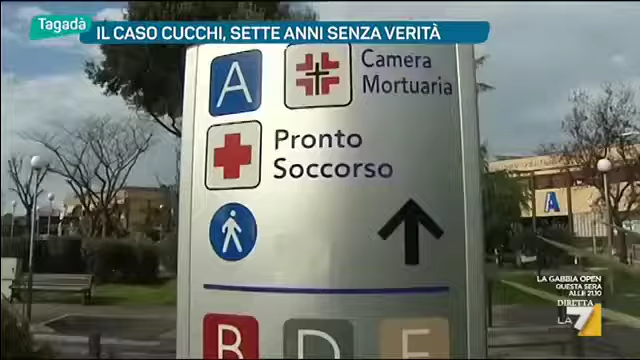 Tagadà
IL CASO CUCCHI, SETTE ANNI SENZA VERITÀ
A
Camera
Mortuaria
Pronto
Soccorso
A
LA GABBIA OPEN
QUESTA SERA
ALLE 21.10
DIRETTA
LA7
B D E